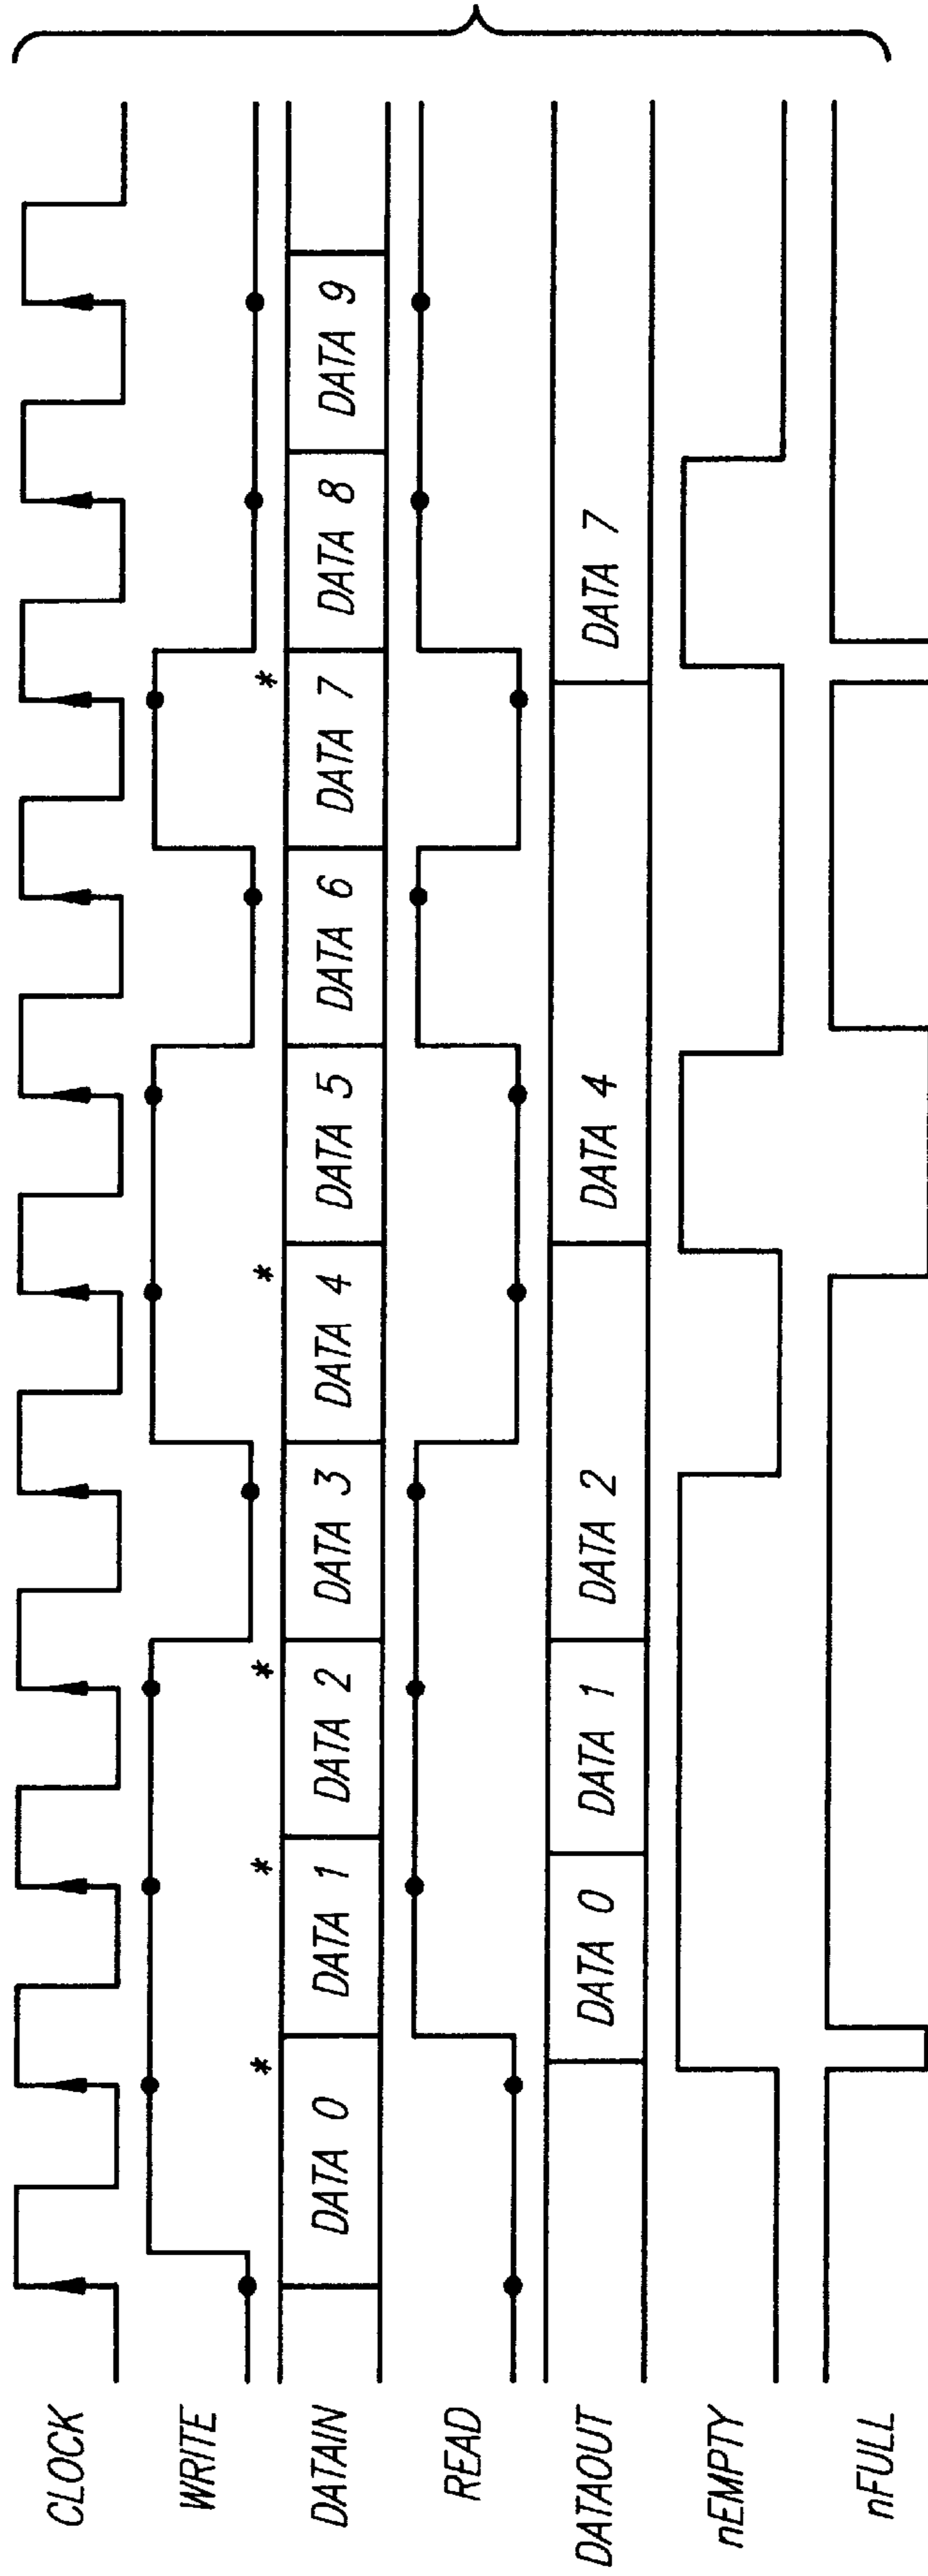 CLOCK
WRITE
DATAIN
DATA 0 * DATA 1 * DATA 2 * DATA 3 DATA 4 * DATA 5 DATA 6 DATA 7 * DATA 8 DATA 9
READ
DATAOUT
DATA 0 DATA 1 DATA 2 DATA 4 DATA 7
nEMPTY
nFULL